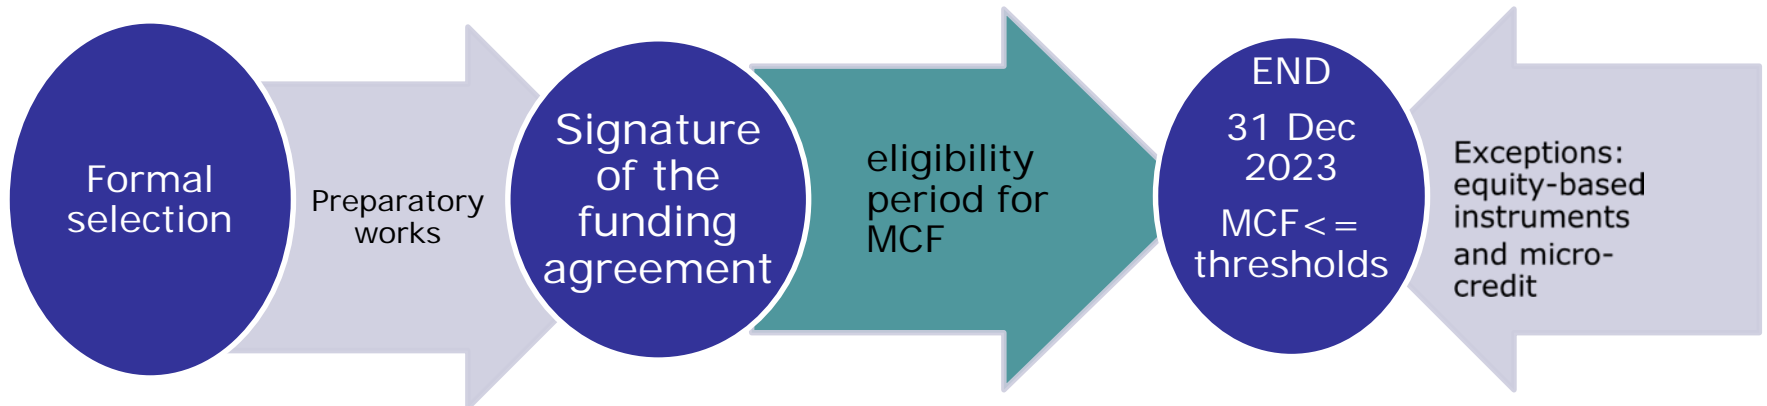 Formal
selection
Preparatory
works
Signature
of the
funding
agreement
eligibility
period for
MCF
END
31 Dec
2023
MCF<=
thresholds
Exceptions:
equity-based
instruments
and micro-
credit